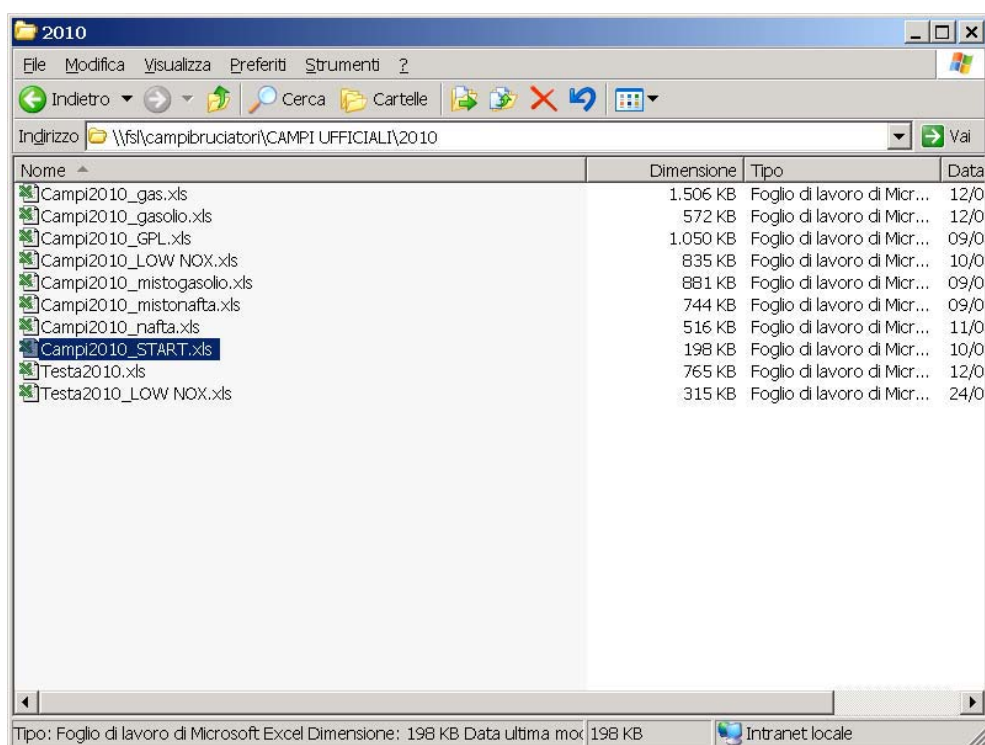 2010
File Modifica Visualizza Preferiti Strumenti ?
Indietro Cerca Cartelle
Indirizzo \\fsl\campibruciatori\CAMPI UFFICIALI\2010 Vai
Nome Dimensione Tipo Data
Campi2010_gas.xls 1.506 KB Foglio di lavoro di Micr... 12/0
Campi2010_gasolio.xls 572 KB Foglio di lavoro di Micr... 12/0
Campi2010_GPL.xls 1.050 KB Foglio di lavoro di Micr... 09/0
Campi2010_LOW NOX.xls 835 KB Foglio di lavoro di Micr... 10/0
Campi2010_mistogasolio.xls 881 KB Foglio di lavoro di Micr... 09/0
Campi2010_mistonafta.xls 744 KB Foglio di lavoro di Micr... 09/0
Campi2010_nafta.xls 516 KB Foglio di lavoro di Micr... 11/0
Campi2010_START.xls 198 KB Foglio di lavoro di Micr... 10/0
Testa2010.xls 765 KB Foglio di lavoro di Micr... 12/0
Testa2010_LOW NOX.xls 315 KB Foglio di lavoro di Micr... 24/0
Tipo: Foglio di lavoro di Microsoft Excel Dimensione: 198 KB Data ultima mod 198 KB Intranet locale